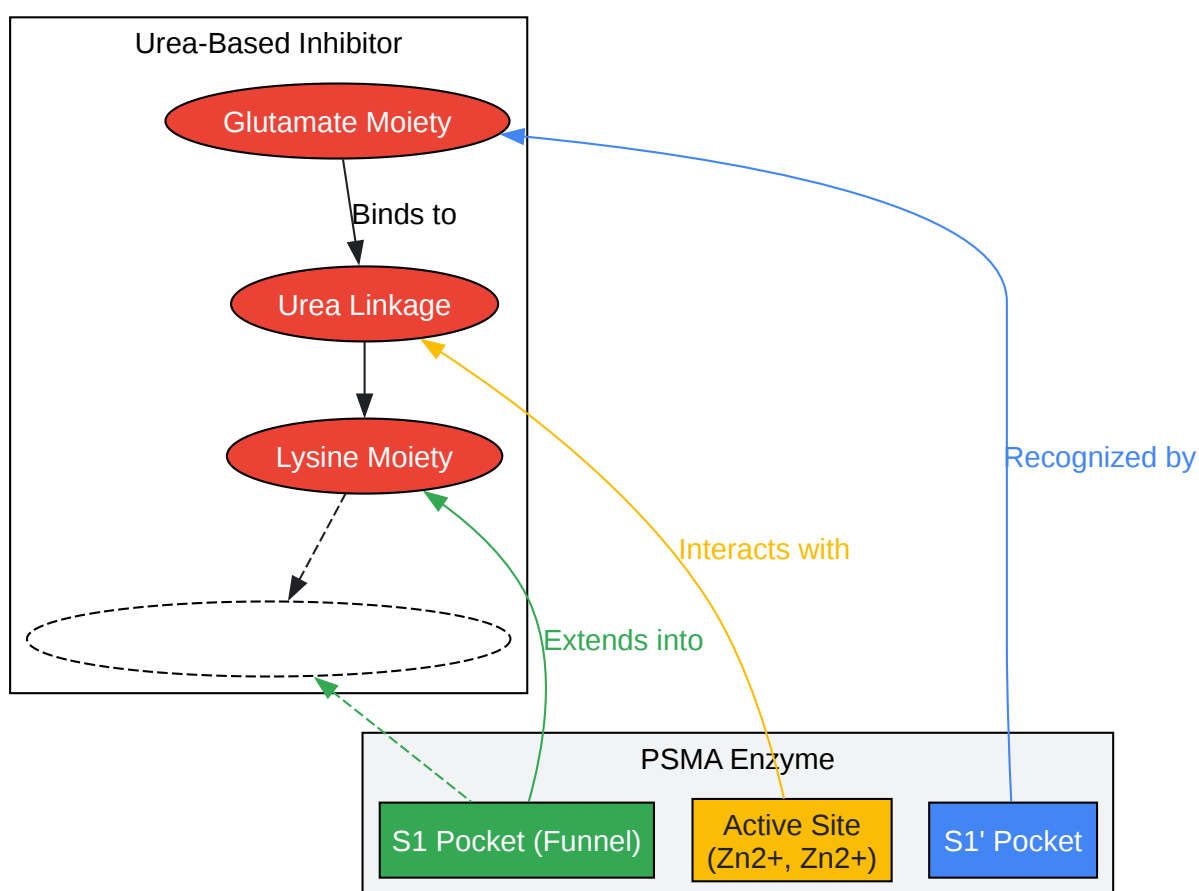 Urea-Based Inhibitor
Glutamate Moiety
Binds to
Urea Linkage
Lysine Moiety
Recognized by
Interacts with
Extends into
PSMA Enzyme
S1 Pocket (Funnel)
Active Site
(Zn2+, Zn2+)
S1' Pocket